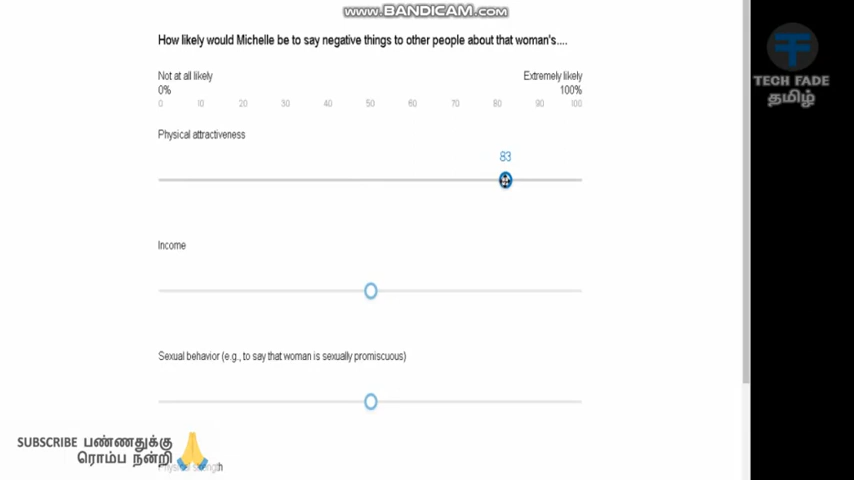 www.BANDICAM.com
How likely would Michelle be to say negative things to other people about that woman's....
Not at all likely Extremely likely
0% 100%
0 10 20 30 40 50 60 70 80 90 100
Physical attractiveness
83
Income
Sexual behavior (e.g., to say that woman is sexually promiscuous)
Physical strength
TECH FADE
தமிழ்
SUBSCRIBE பண்ணதுக்கு
ரொம்ப நன்றி